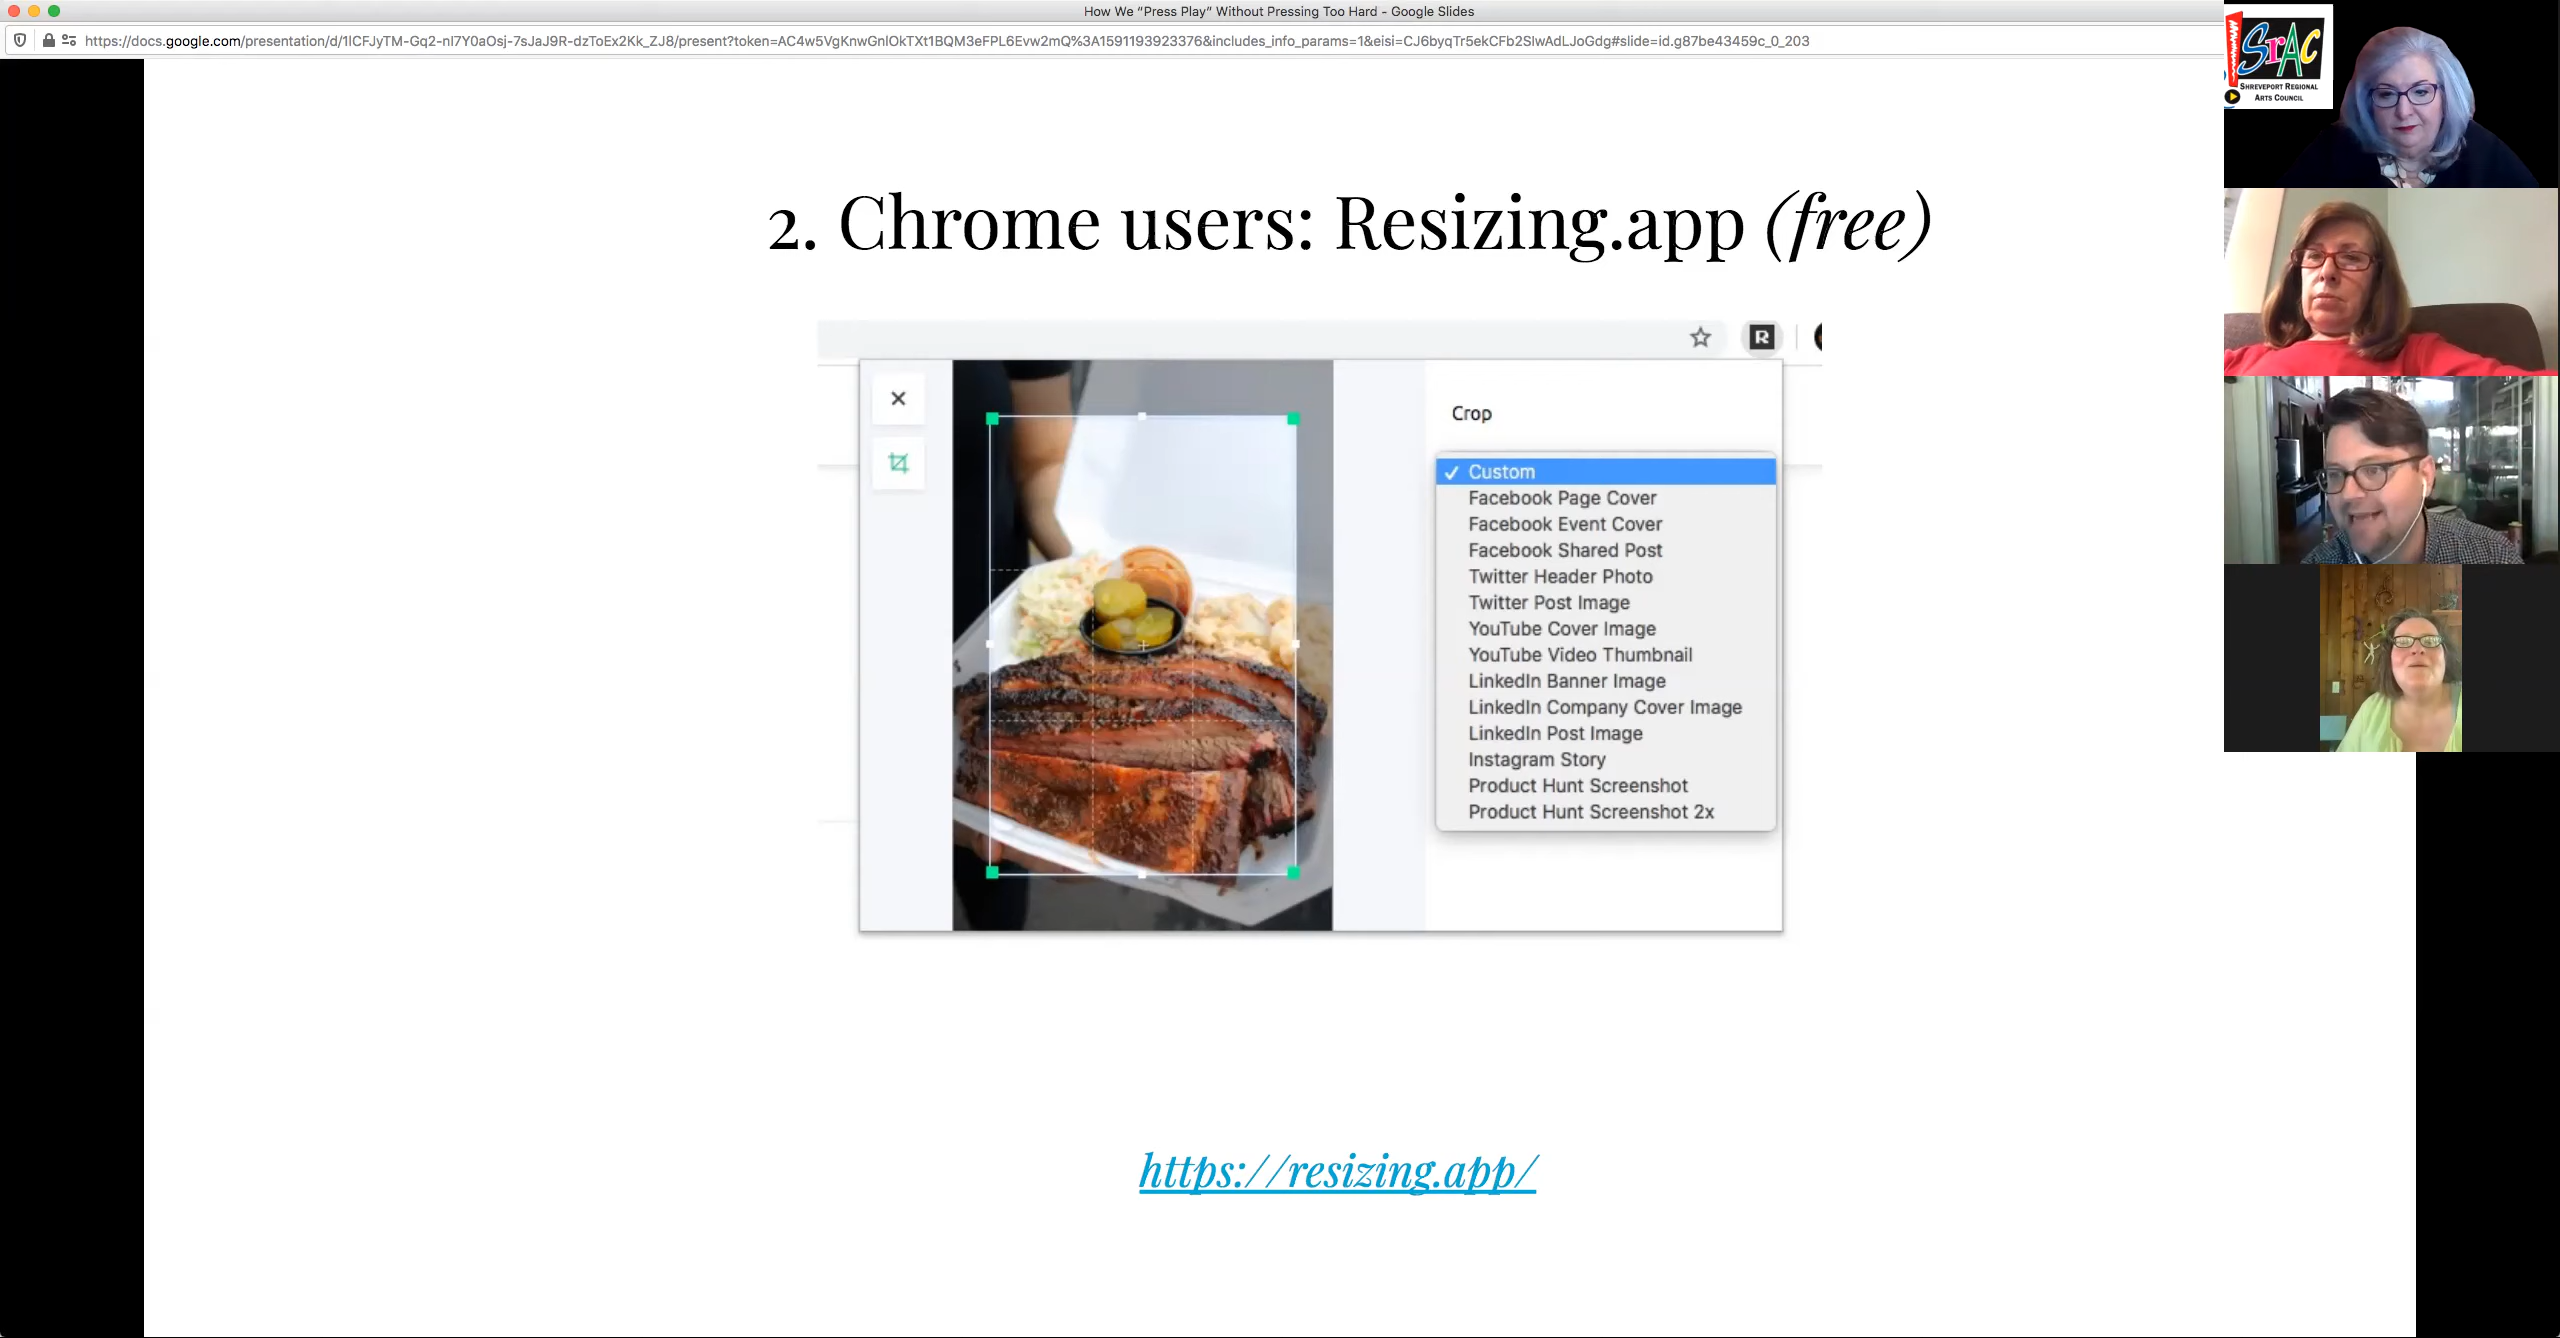 How We “Press Play” Without Pressing Too Hard - Google Slides
https://docs.google.com/presentation/d/1lCFJyTM-Gq2-nI7Y0aOsj-7sJaJ9R-dzToEx2Kk_ZJ8/present?token=AC4w5VgKnwGnlOkTXt1BQM3eFPL6Evw2mQ%3A1591193923376&includes_info_params=1&eisi=CJ6byqTr5ekCFb2SlwAdLJoGdg#slide=id.g87be43459c_0_203
SrAC
SHREVEPORT REGIONAL
ARTS COUNCIL
2. Chrome users: Resizing.app (free)
R
Crop
Custom
Facebook Page Cover
Facebook Event Cover
Facebook Shared Post
Twitter Header Photo
Twitter Post Image
YouTube Cover Image
YouTube Video Thumbnail
LinkedIn Banner Image
LinkedIn Company Cover Image
LinkedIn Post Image
Instagram Story
Product Hunt Screenshot
Product Hunt Screenshot 2x
https://resizing.app/